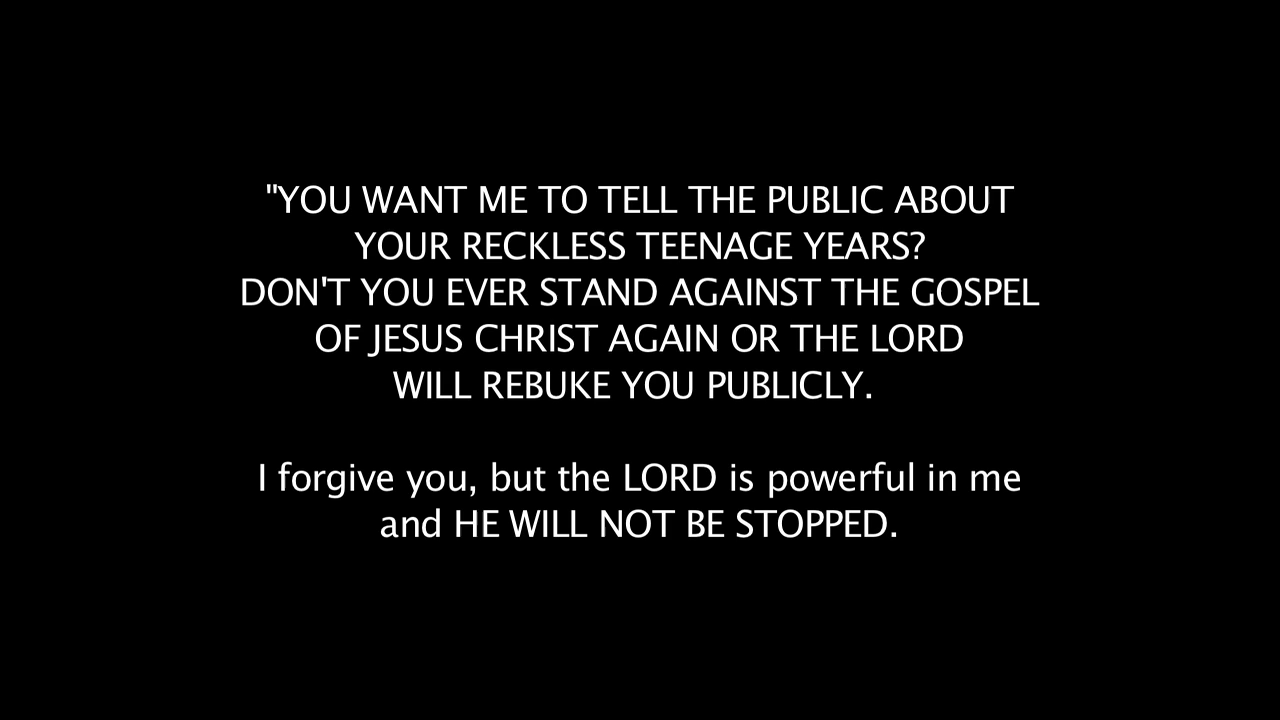 "YOU WANT ME TO TELL THE PUBLIC ABOUT
YOUR RECKLESS TEENAGE YEARS?
DON'T YOU EVER STAND AGAINST THE GOSPEL
OF JESUS CHRIST AGAIN OR THE LORD
WILL REBUKE YOU PUBLICLY.
I forgive you, but the LORD is powerful in me
and HE WILL NOT BE STOPPED.